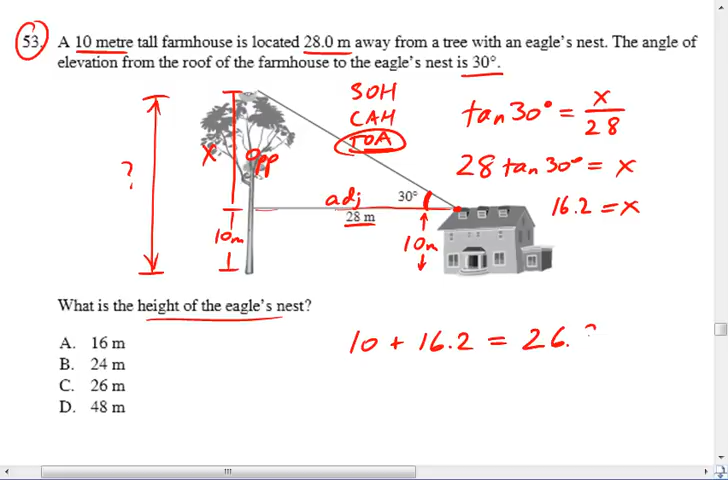 53. A 10 metre tall farmhouse is located 28.0 m away from a tree with an eagle's nest. The angle of
elevation from the roof of the farmhouse to the eagle's nest is 30°.
SOH
CAH
TOA
tan 30° = x
28
28 tan 30° = x
16.2 = x
?
x
opp
adj
30°
28 m
10m
10m
What is the height of the eagle's nest?
10 + 16.2 = 26.
A. 16 m
B. 24 m
C. 26 m
D. 48 m